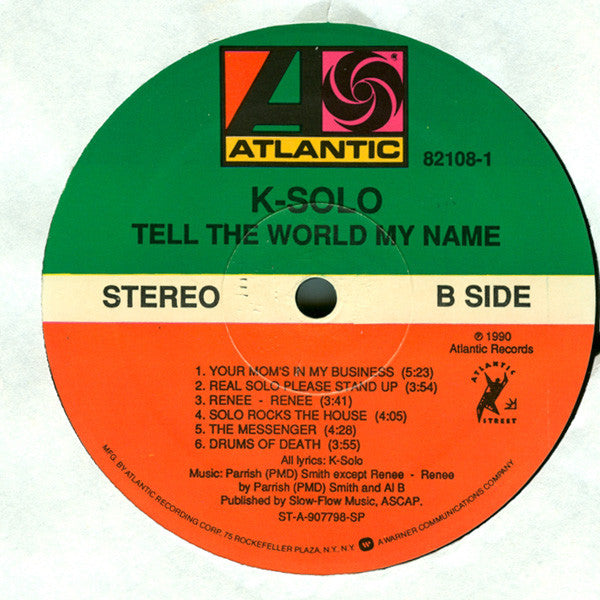 ATLANTIC
®
82108-1
K-SOLO
TELL THE WORLD MY NAME
STEREO
B SIDE
℗ 1990
Atlantic Records
ATLANTIC
STREET
1. YOUR MOM'S IN MY BUSINESS (5:23)
2. REAL SOLO PLEASE STAND UP (3:54)
3. RENEE - RENEE (3:41)
4. SOLO ROCKS THE HOUSE (4:05)
5. THE MESSENGER (4:28)
6. DRUMS OF DEATH (3:55)
All lyrics: K-Solo
Music: Parrish (PMD) Smith except Renee - Renee
by Parrish (PMD) Smith and Al B
Published by Slow-Flow Music, ASCAP.
ST-A-907798-SP
MFG. BY ATLANTIC RECORDING CORP. 75 ROCKEFELLER PLAZA, N.Y., N.Y. A WARNER COMMUNICATIONS COMPANY